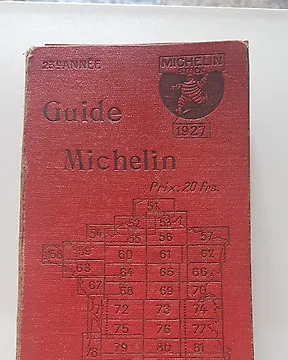 23e ANNÉE
MICHELIN
1927
Guide
Michelin
Prix: 20 frs.
51
52 53
54 55 56 57
58 59 60 61 62
63 64 65 66
67 68 69 70
72 73 74
75 76 77
78 79 80 81